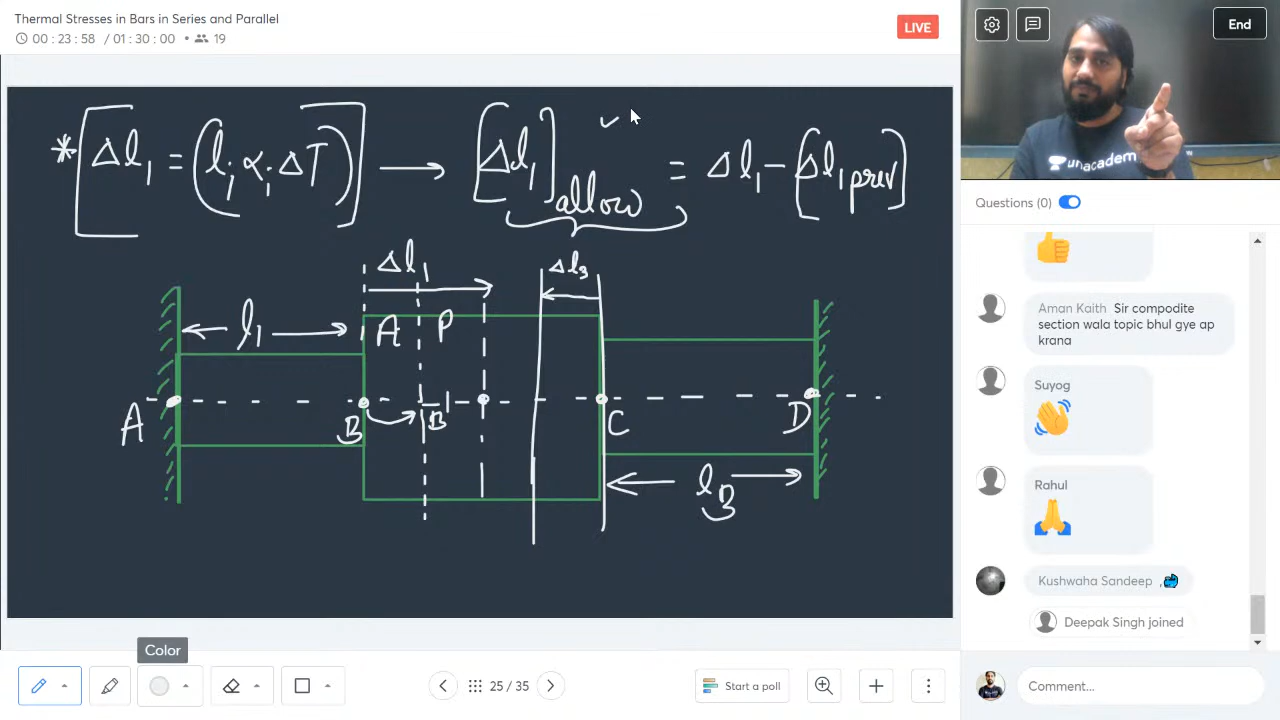 Thermal Stresses in Bars in Series and Parallel
00 : 23 : 58 / 01 : 30 : 00 • 19
LIVE
End
unacademy
Questions (0)
* [Δl₁ = (l₁ α₁ ΔT)] → [Δl₁]allow = Δl₁ - [Δl₁ prev]
Δl₁ Δl₃
l₁ A P
A B B' C D
l_B
Aman Kaith Sir compodite
section wala topic bhul gye ap
krana
Suyog
Rahul
Kushwaha Sandeep ,
Deepak Singh joined
Color
25 / 35
Start a poll
Comment...